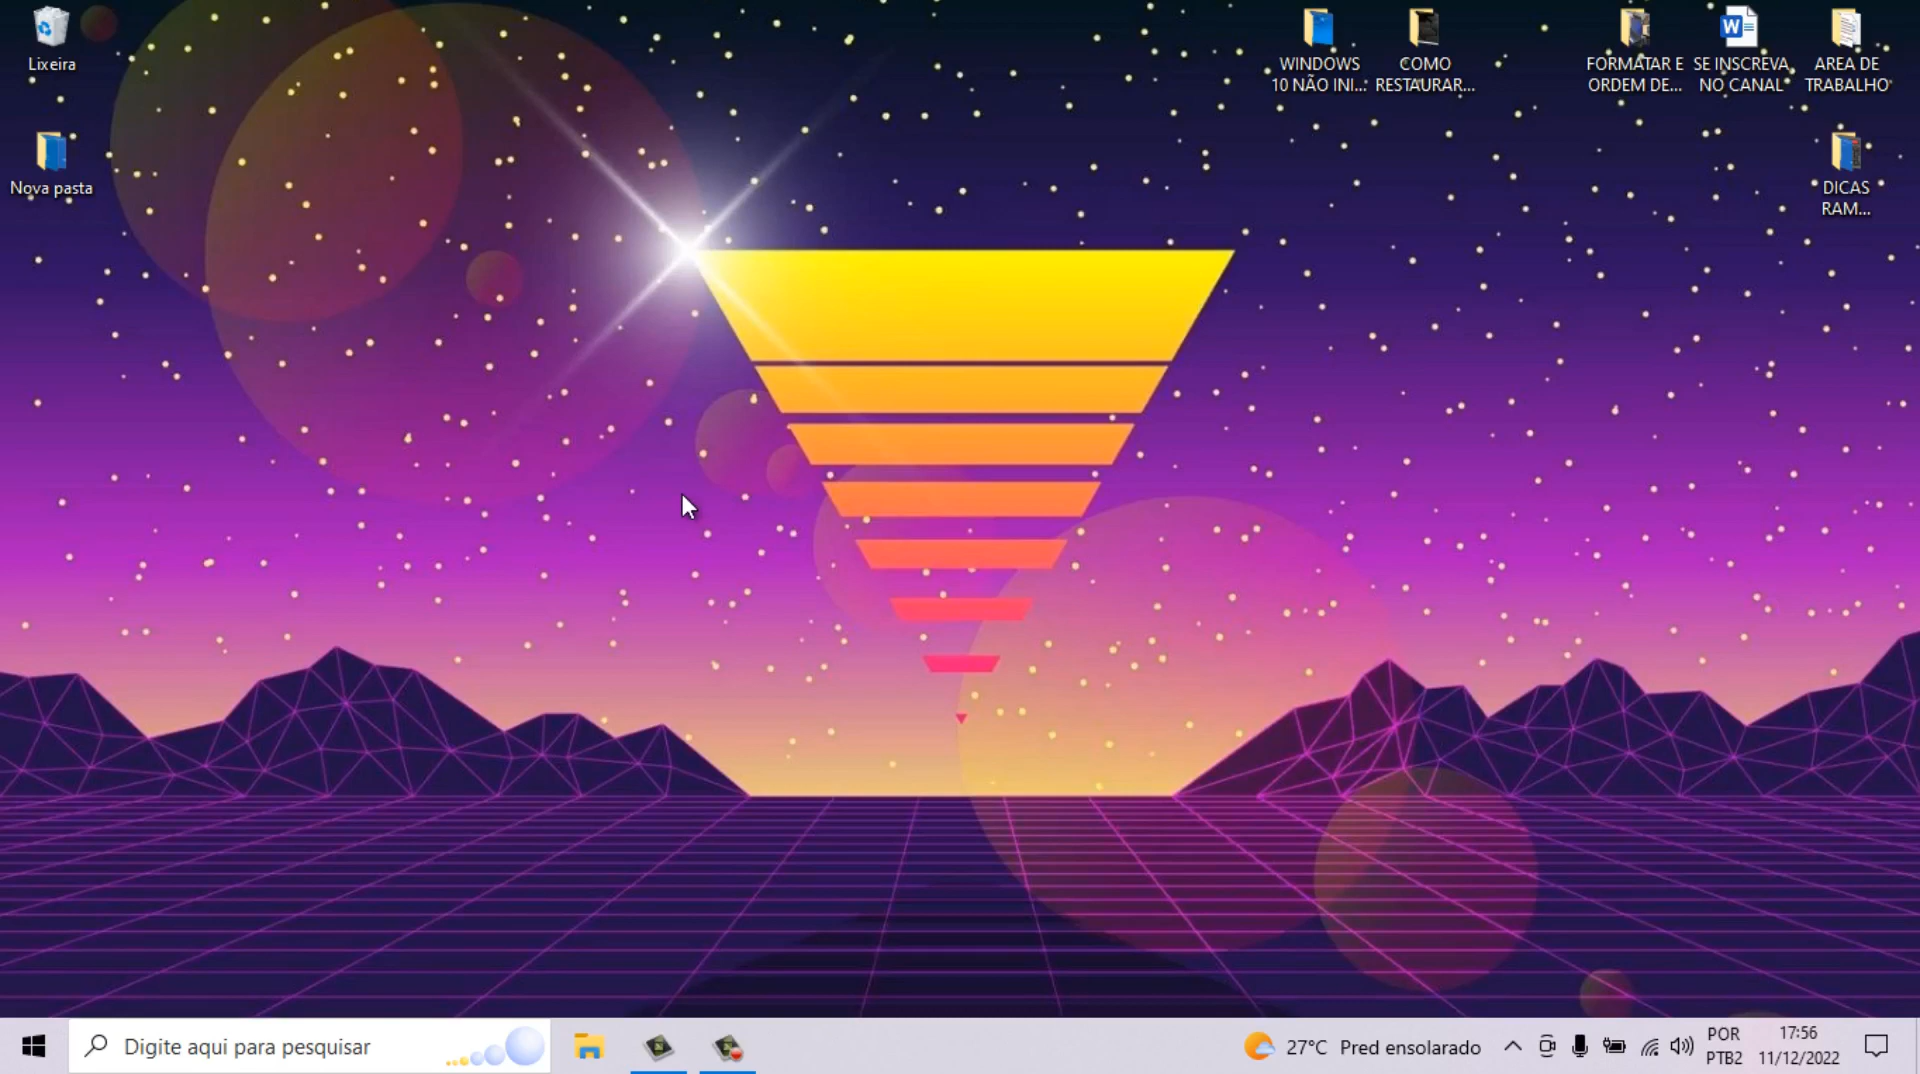 Lixeira
Nova pasta
WINDOWS
10 NÃO INI...
COMO
RESTAURAR...
FORMATAR E
ORDEM DE...
SE INSCREVA
NO CANAL
AREA DE
TRABALHO
DICAS
RAM...
Digite aqui para pesquisar
27°C Pred ensolarado
POR
PTB2
17:56
11/12/2022